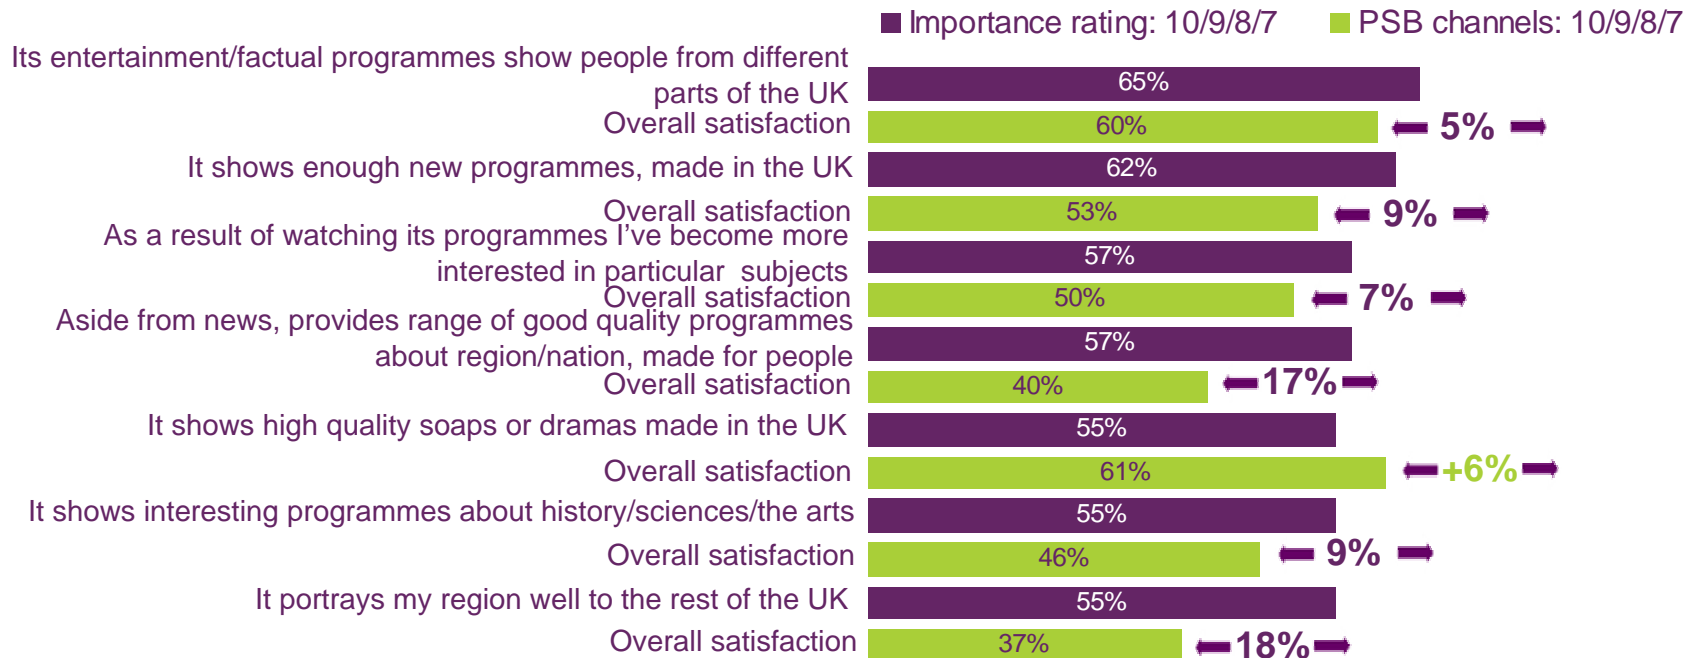 Importance rating: 10/9/8/7 PSB channels: 10/9/8/7
Its entertainment/factual programmes show people from different
parts of the UK
65%
Overall satisfaction
60%
5%
It shows enough new programmes, made in the UK
62%
Overall satisfaction
53%
9%
As a result of watching its programmes I've become more
interested in particular subjects
57%
Overall satisfaction
50%
7%
Aside from news, provides range of good quality programmes
about region/nation, made for people
57%
Overall satisfaction
40%
17%
It shows high quality soaps or dramas made in the UK
55%
Overall satisfaction
61%
+6%
It shows interesting programmes about history/sciences/the arts
55%
Overall satisfaction
46%
9%
It portrays my region well to the rest of the UK
55%
Overall satisfaction
37%
18%